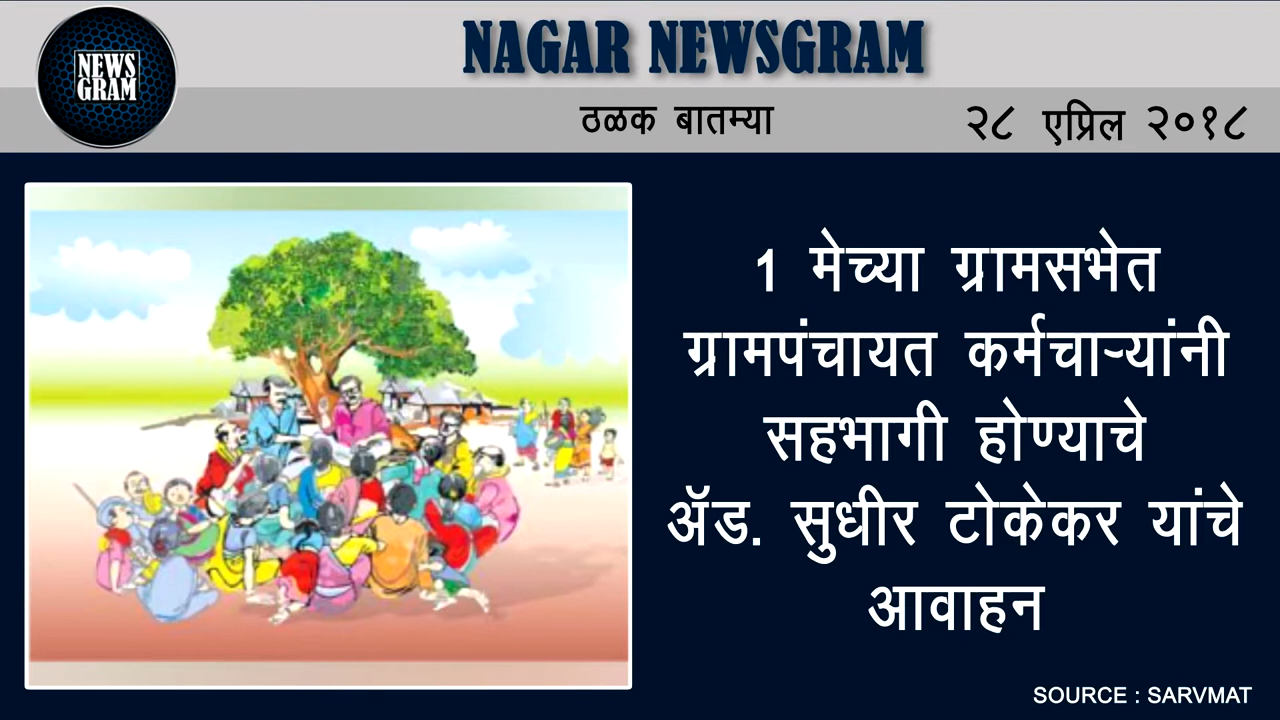 NEWS
GRAM
NAGAR NEWSGRAM
ठळक बातम्या
२८ एप्रिल २०१८
1 मेच्या ग्रामसभेत
ग्रामपंचायत कर्मचाऱ्यांनी
सहभागी होण्याचे
ॲड. सुधीर टोकेकर यांचे
आवाहन
SOURCE : SARVMAT